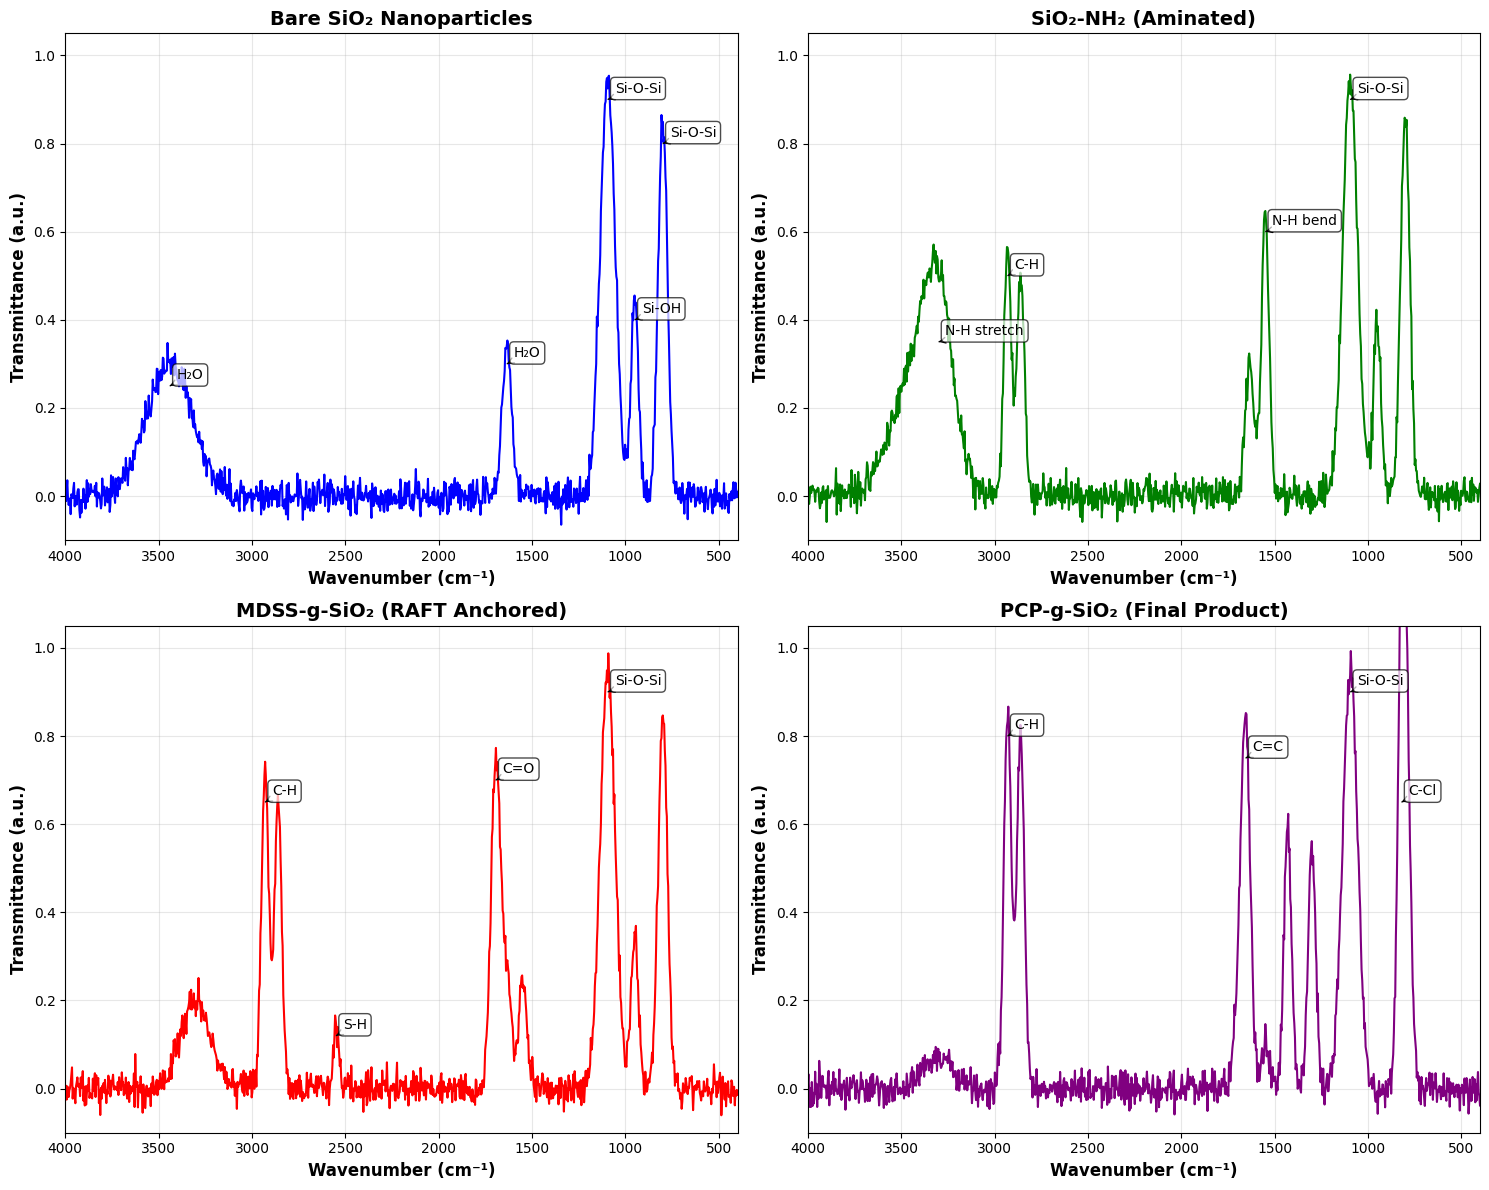 Bare SiO₂ Nanoparticles
Transmittance (a.u.)
1.0
0.8
0.6
0.4
0.2
0.0
Si-O-Si
Si-O-Si
Si-OH
H₂O
H₂O
4000 3500 3000 2500 2000 1500 1000 500
Wavenumber (cm⁻¹)
SiO₂-NH₂ (Aminated)
Transmittance (a.u.)
1.0
0.8
0.6
0.4
0.2
0.0
Si-O-Si
N-H bend
C-H
N-H stretch
4000 3500 3000 2500 2000 1500 1000 500
Wavenumber (cm⁻¹)
MDSS-g-SiO₂ (RAFT Anchored)
Transmittance (a.u.)
1.0
0.8
0.6
0.4
0.2
0.0
Si-O-Si
C=O
C-H
S-H
4000 3500 3000 2500 2000 1500 1000 500
Wavenumber (cm⁻¹)
PCP-g-SiO₂ (Final Product)
Transmittance (a.u.)
1.0
0.8
0.6
0.4
0.2
0.0
Si-O-Si
C-H
C=C
C-Cl
4000 3500 3000 2500 2000 1500 1000 500
Wavenumber (cm⁻¹)